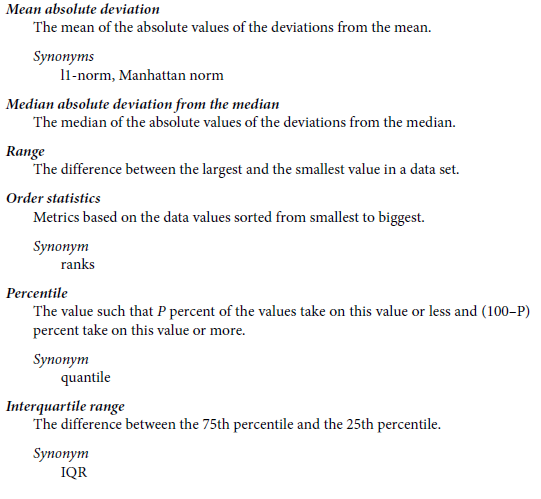 Mean absolute deviation
The mean of the absolute values of the deviations from the mean.
Synonyms
l1-norm, Manhattan norm
Median absolute deviation from the median
The median of the absolute values of the deviations from the median.
Range
The difference between the largest and the smallest value in a data set.
Order statistics
Metrics based on the data values sorted from smallest to biggest.
Synonym
ranks
Percentile
The value such that P percent of the values take on this value or less and (100–P)
percent take on this value or more.
Synonym
quantile
Interquartile range
The difference between the 75th percentile and the 25th percentile.
Synonym
IQR